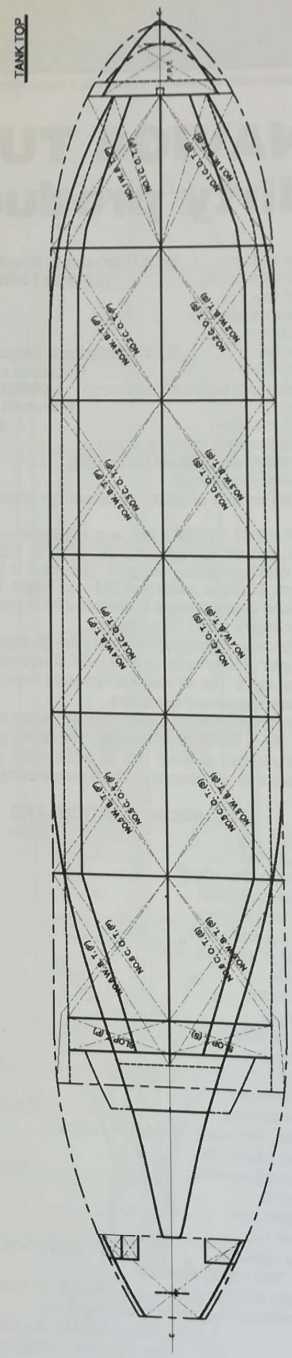 TANK TOP
F.P.T.
NO.1 W.B.T. (P)
NO.1 C.O.T. (P)
NO.1 C.O.T. (S)
NO.1 W.B.T. (S)
NO.2 W.B.T. (P)
NO.2 C.O.T. (P)
NO.2 C.O.T. (S)
NO.2 W.B.T. (S)
NO.3 W.B.T. (P)
NO.3 C.O.T. (P)
NO.3 C.O.T. (S)
NO.3 W.B.T. (S)
NO.4 W.B.T. (P)
NO.4 C.O.T. (P)
NO.4 C.O.T. (S)
NO.4 W.B.T. (S)
NO.5 W.B.T. (P)
NO.5 C.O.T. (P)
NO.5 C.O.T. (S)
NO.5 W.B.T. (S)
NO.6 W.B.T. (P)
NO.6 C.O.T. (P)
NO.6 C.O.T. (S)
NO.6 W.B.T. (S)
SLOP T. (P)
SLOP T. (S)